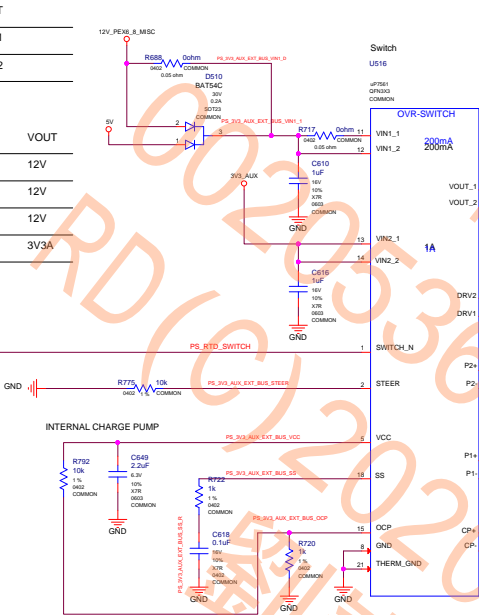 T
1
2
VOUT
12V
12V
12V
3V3A
12V_PEX6_8_MISC
R688
0ohm
0402
COMMON
0.05 ohm
PS_3V3_AUX_EXT_BUS_VIN1_D
D510
BAT54C
30V
0.2A
SOT23
COMMON
5V
2
1
3
PS_3V3_AUX_EXT_BUS_VIN1_1
R717
0ohm
0402
COMMON
0.05 ohm
C610
1uF
16V
10%
X7R
0603
COMMON
GND
3V3_AUX
C616
1uF
16V
10%
X7R
0603
COMMON
GND
Switch
U516
uP7561
QFN3X3
COMMON
OVR-SWITCH
11
VIN1_1
200mA
12
VIN1_2
200mA
VOUT_1
VOUT_2
13
VIN2_1
1A
1A
14
VIN2_2
DRV2
DRV1
PS_RTD_SWITCH
1
SWITCH_N
P2+
P2-
GND
R775
10k
0402
1 %
COMMON
PS_3V3_AUX_EXT_BUS_STEER
2
STEER
INTERNAL CHARGE PUMP
PS_3V3_AUX_EXT_BUS_VCC
5
VCC
P1+
P1-
R792
10k
1 %
0402
COMMON
C649
2.2uF
6.3V
10%
X7R
0603
COMMON
GND
PS_3V3_AUX_EXT_BUS_SS
18
SS
R722
1k
1 %
0402
COMMON
PS_3V3_AUX_EXT_BUS_SS_R
C618
0.1uF
16V
10%
X7R
0402
COMMON
GND
PS_3V3_AUX_EXT_BUS_OCP
15
OCP
CP+
CP-
R720
1k
1 %
0402
COMMON
GND
8
GND
21
THERM_GND
GND
RD(C)202
0020536